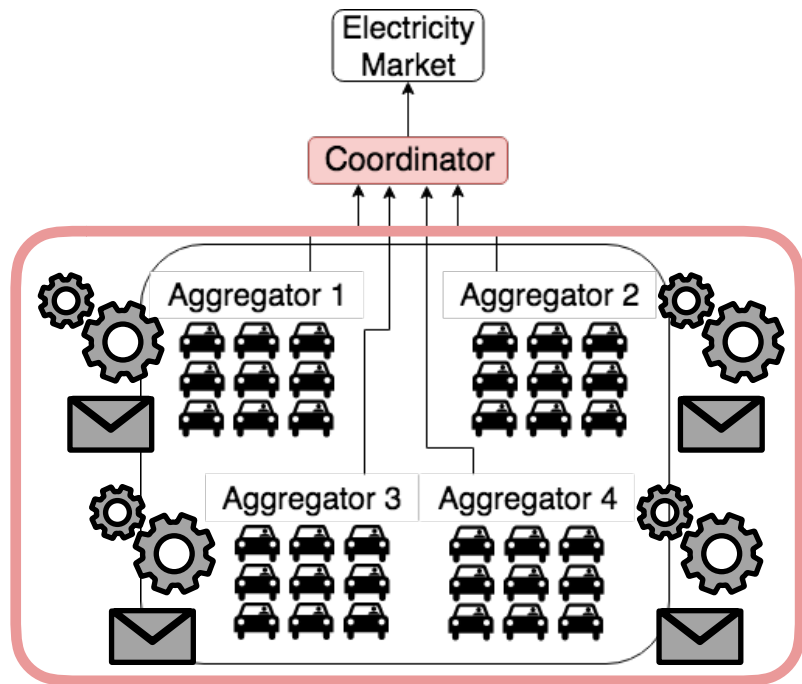 Electricity
Market
Coordinator
Aggregator 1
Aggregator 2
Aggregator 3
Aggregator 4